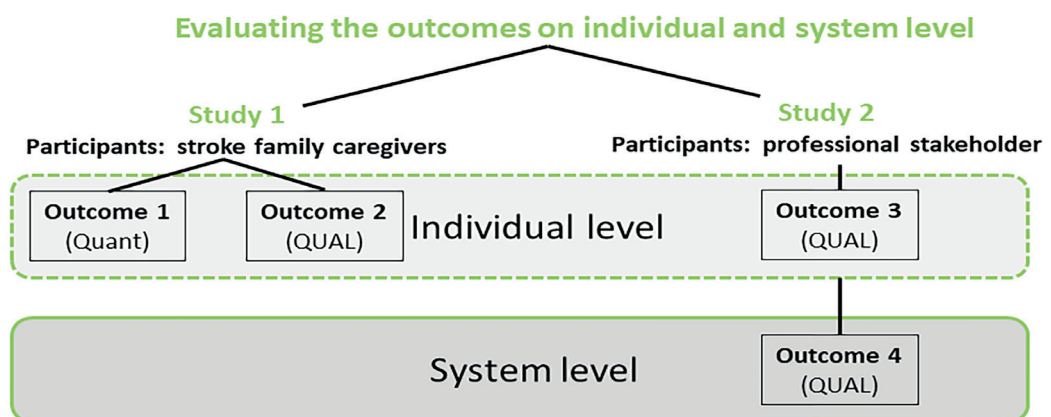 Evaluating the outcomes on individual and system level
Study 1
Participants: stroke family caregivers
Study 2
Participants: professional stakeholder
Outcome 1
(Quant)
Outcome 2
(QUAL)
Individual level
Outcome 3
(QUAL)
System level
Outcome 4
(QUAL)